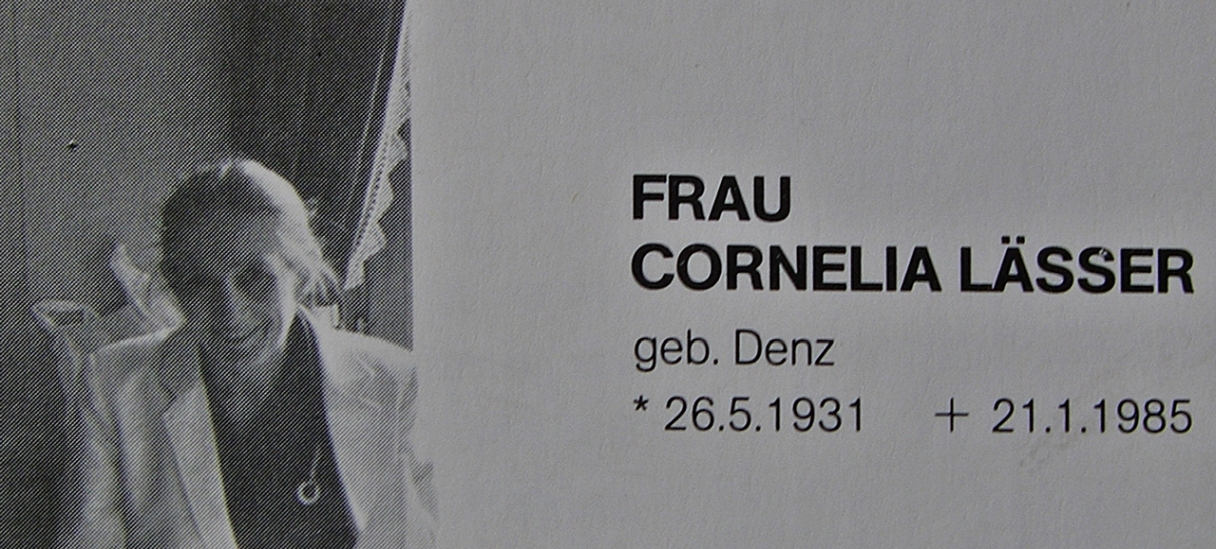 FRAU
CORNELIA LÄSSER
geb. Denz
* 26.5.1931 + 21.1.1985